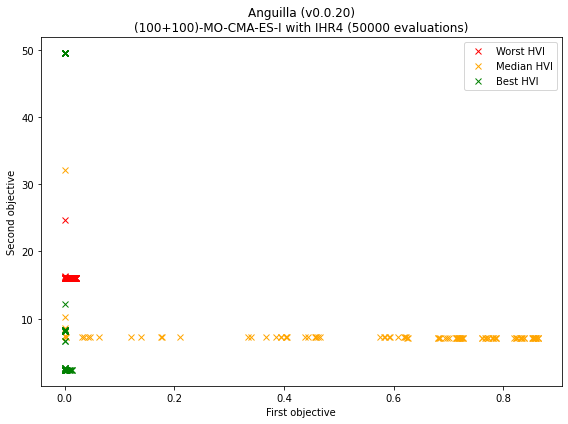 Anguilla (v0.0.20)
(100+100)-MO-CMA-ES-I with IHR4 (50000 evaluations)
Worst HVI
Median HVI
Best HVI
Second objective
50
40
30
20
10
0.0 0.2 0.4 0.6 0.8
First objective